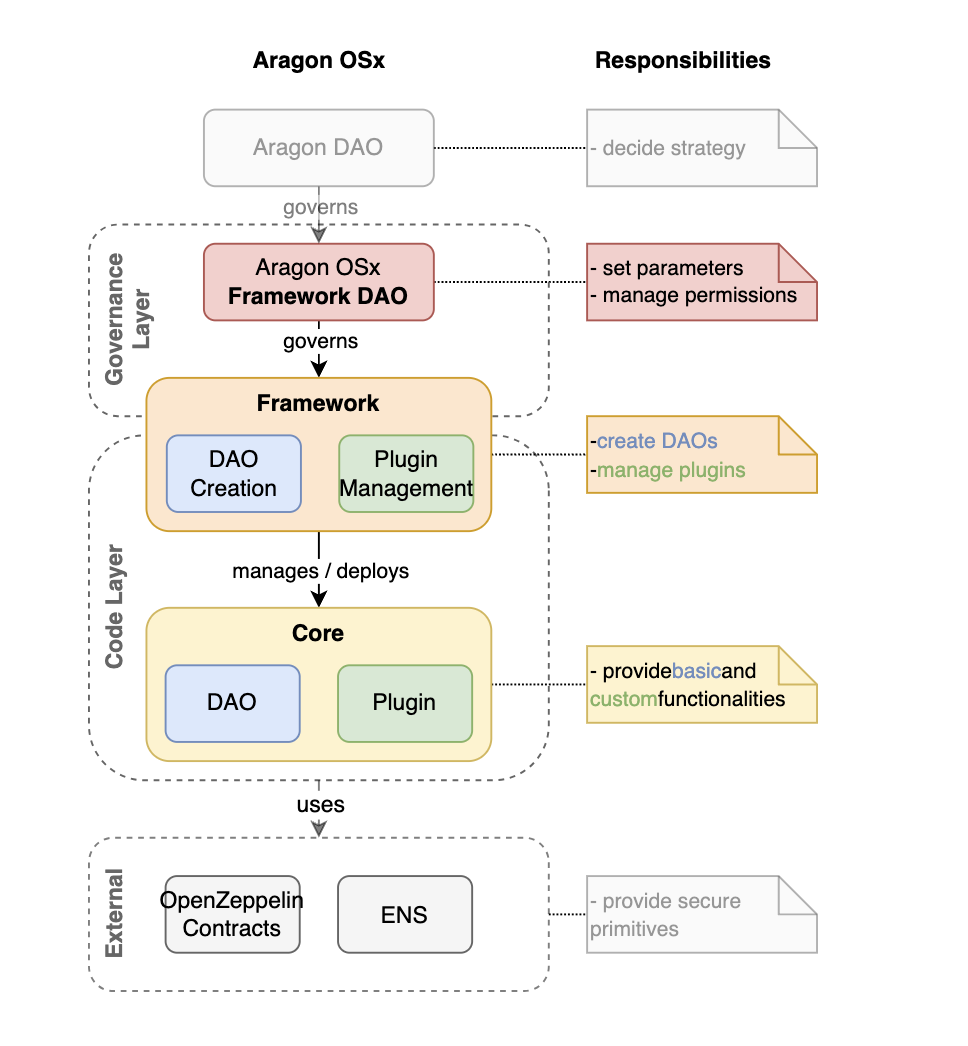 Aragon OSx
Responsibilities
Aragon DAO
- decide strategy
governs
Governance
Layer
Aragon OSx
Framework DAO
- set parameters
- manage permissions
governs
Framework
DAO
Creation
Plugin
Management
-create DAOs
-manage plugins
manages / deploys
Code Layer
Core
DAO
Plugin
- providebasicand
customfunctionalities
uses
External
OpenZeppelin
Contracts
ENS
- provide secure
primitives